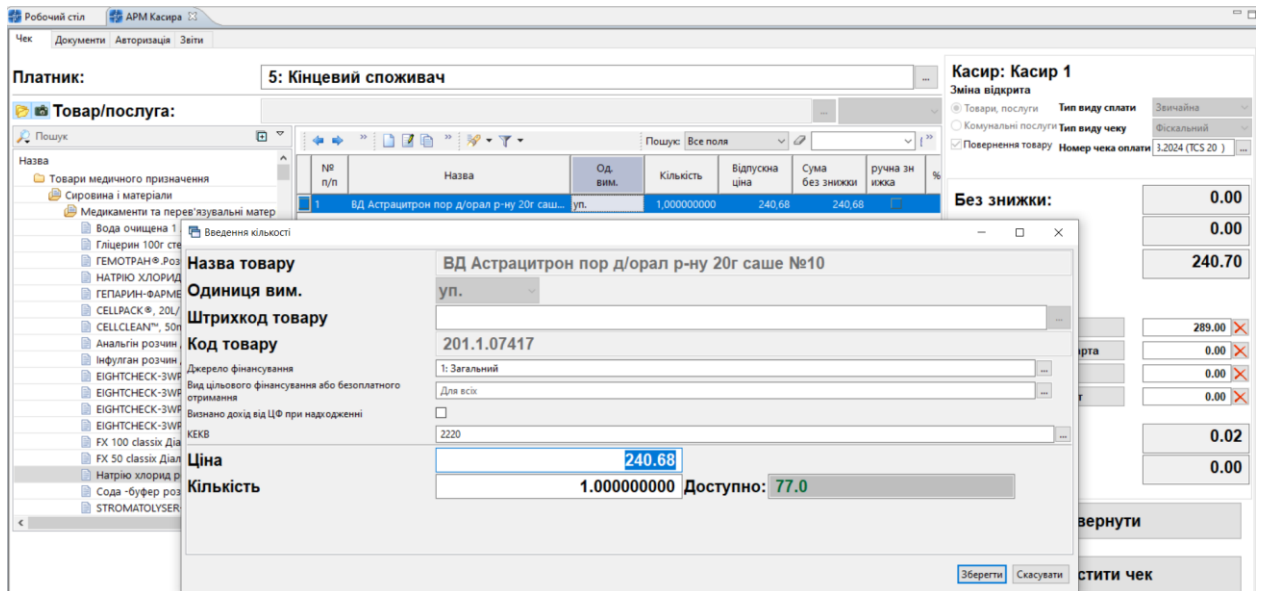 Робочий стіл АРМ Касира
Чек Документи Авторизація Звіти
Платник: 5: Кінцевий споживач ...
Товар/послуга: ...
Пошук
Назва
Товари медичного призначення
Сировина і матеріали
Медикаменти та перев'язувальні матер
Вода очищена 1
Гліцерин 100г сте
ГЕМОТРАН®.Роз
НАТРІЮ ХЛОРИД
ГЕПАРИН-ФАРМЕ
CELLPACK®, 20L/
CELLCLEAN™, 50m
Анальгін розчин
Інфулган розчин
EIGHTCHECK-3WP
EIGHTCHECK-3WP
EIGHTCHECK-3WP
EIGHTCHECK-3WP
FX 100 classix Діа
FX 50 classix Діал
Натрію хлорид р
Сода -буфер роз
STROMATOLYSER
Пошук: Все поля
№ п/п Назва Од. вим. Кількість Відпускна ціна Сума без знижки ручна зн ижка %
1 ВД Астрацитрон пор д/орал р-ну 20г саш... уп. 1,000000000 240,68 240,68
Касир: Касир 1
Зміна відкрита
Товари, послуги Тип виду сплати Звичайна
Комунальні послуги Тип виду чеку Фіскальний
Повернення товару Номер чека оплати 3.2024 (TCS 20 ) ...
Без знижки: 0.00
0.00
240.70
289.00
арта 0.00
0.00
т 0.00
0.02
0.00
вернути
стити чек
Введення кількості
Назва товару ВД Астрацитрон пор д/орал р-ну 20г саше №10
Одиниця вим. уп.
Штрихкод товару ...
Код товару 201.1.07417
Джерело фінансування 1: Загальний ...
Вид цільового фінансування або безоплатного
отримання Для всіх ...
Визнано дохід від ЦФ при надходженні
КЕКВ 2220 ...
Ціна 240.68
Кількість 1.000000000 Доступно: 77.0
Зберегти Скасувати